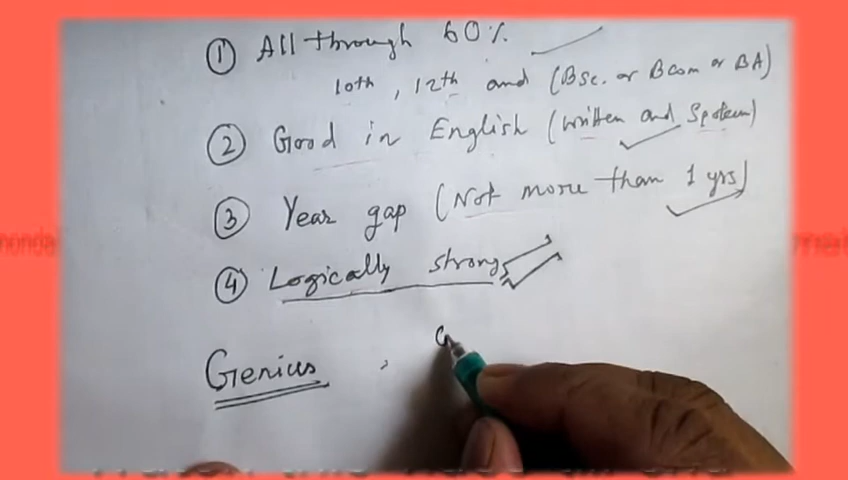 ① All through 60%
10th, 12th and (BSc. or Bcom or BA)
② Good in English (written and Spoken)
③ Year gap (Not more than 1 yrs)
④ Logically strong
Genius ,